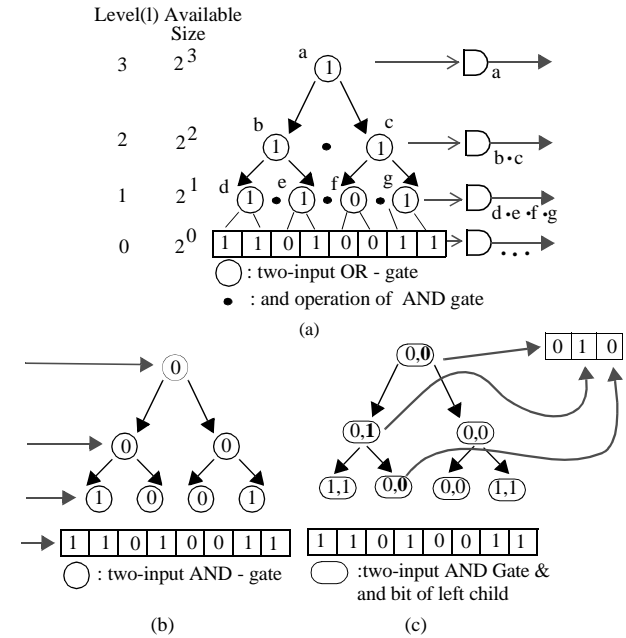 Level(l) Available
Size
3 2^3 a 1 a
2 2^2 b 1 • c 1 b•c
1 2^1 d 1 • e 1 • f 0 • g 1 d•e•f•g
0 2^0 1 1 0 1 0 0 1 1 ...
: two-input OR - gate
• : and operation of AND gate
(a)
0
0 0
1 0 0 1
1 1 0 1 0 0 1 1
: two-input AND - gate
(b)
0,0 0 1 0
0,1 0,0
1,1 0,0 0,0 1,1
1 1 0 1 0 0 1 1
:two-input AND Gate &
and bit of left child
(c)